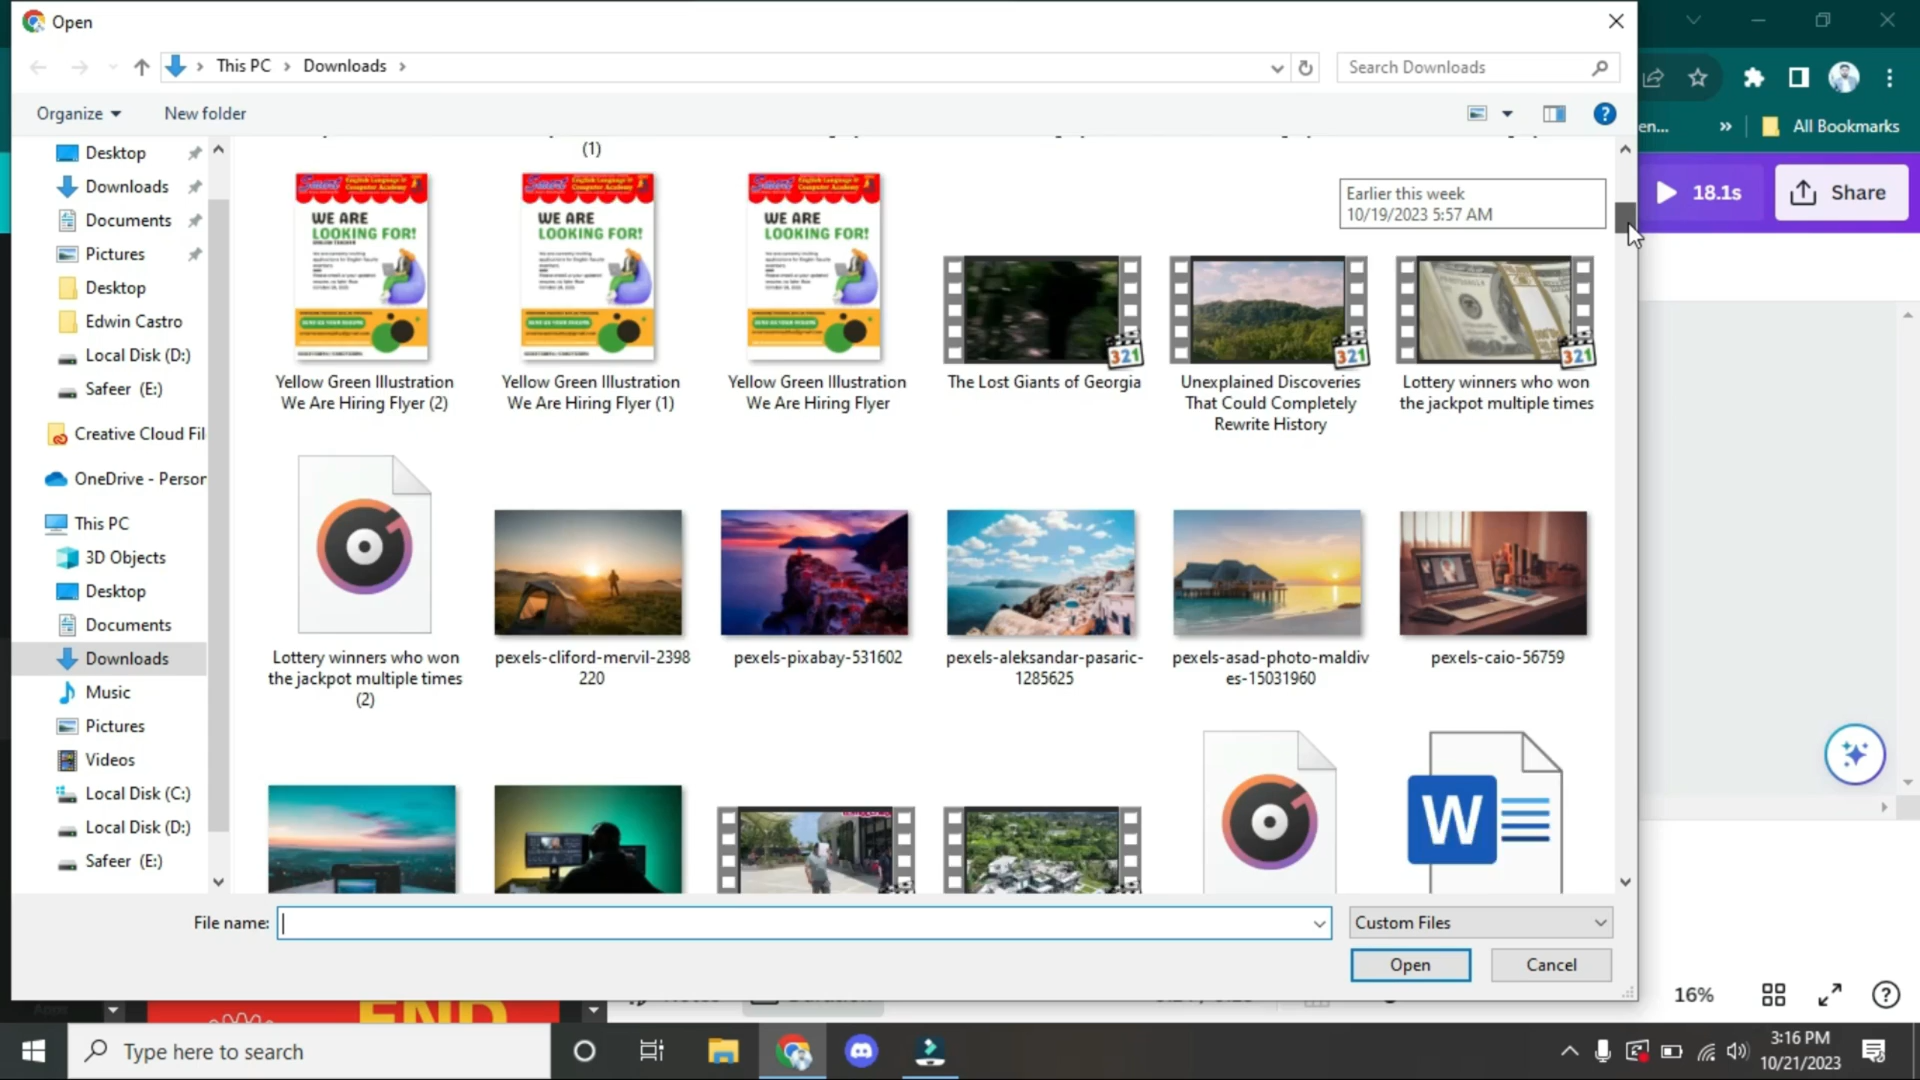 Open
This PC
Downloads
Search Downloads
Organize
New folder
en...
All Bookmarks
Desktop
Downloads
Documents
Pictures
Desktop
Edwin Castro
Local Disk (D:)
Safeer (E:)
Creative Cloud Fil
OneDrive - Person
This PC
3D Objects
Desktop
Documents
Downloads
Music
Pictures
Videos
Local Disk (C:)
Local Disk (D:)
Safeer (E:)
(1)
Earlier this week
10/19/2023 5:57 AM
18.1s
Share
WE ARE
LOOKING FOR!
WE ARE
LOOKING FOR!
WE ARE
LOOKING FOR!
321
321
321
Yellow Green Illustration
We Are Hiring Flyer (2)
Yellow Green Illustration
We Are Hiring Flyer (1)
Yellow Green Illustration
We Are Hiring Flyer
The Lost Giants of Georgia
Unexplained Discoveries
That Could Completely
Rewrite History
Lottery winners who won
the jackpot multiple times
Lottery winners who won
the jackpot multiple times
(2)
pexels-cliford-mervil-2398
220
pexels-pixabay-531602
pexels-aleksandar-pasaric-
1285625
pexels-asad-photo-maldiv
es-15031960
pexels-caio-56759
W
File name:
Custom Files
Open
Cancel
END
16%
Type here to search
3:16 PM
10/21/2023